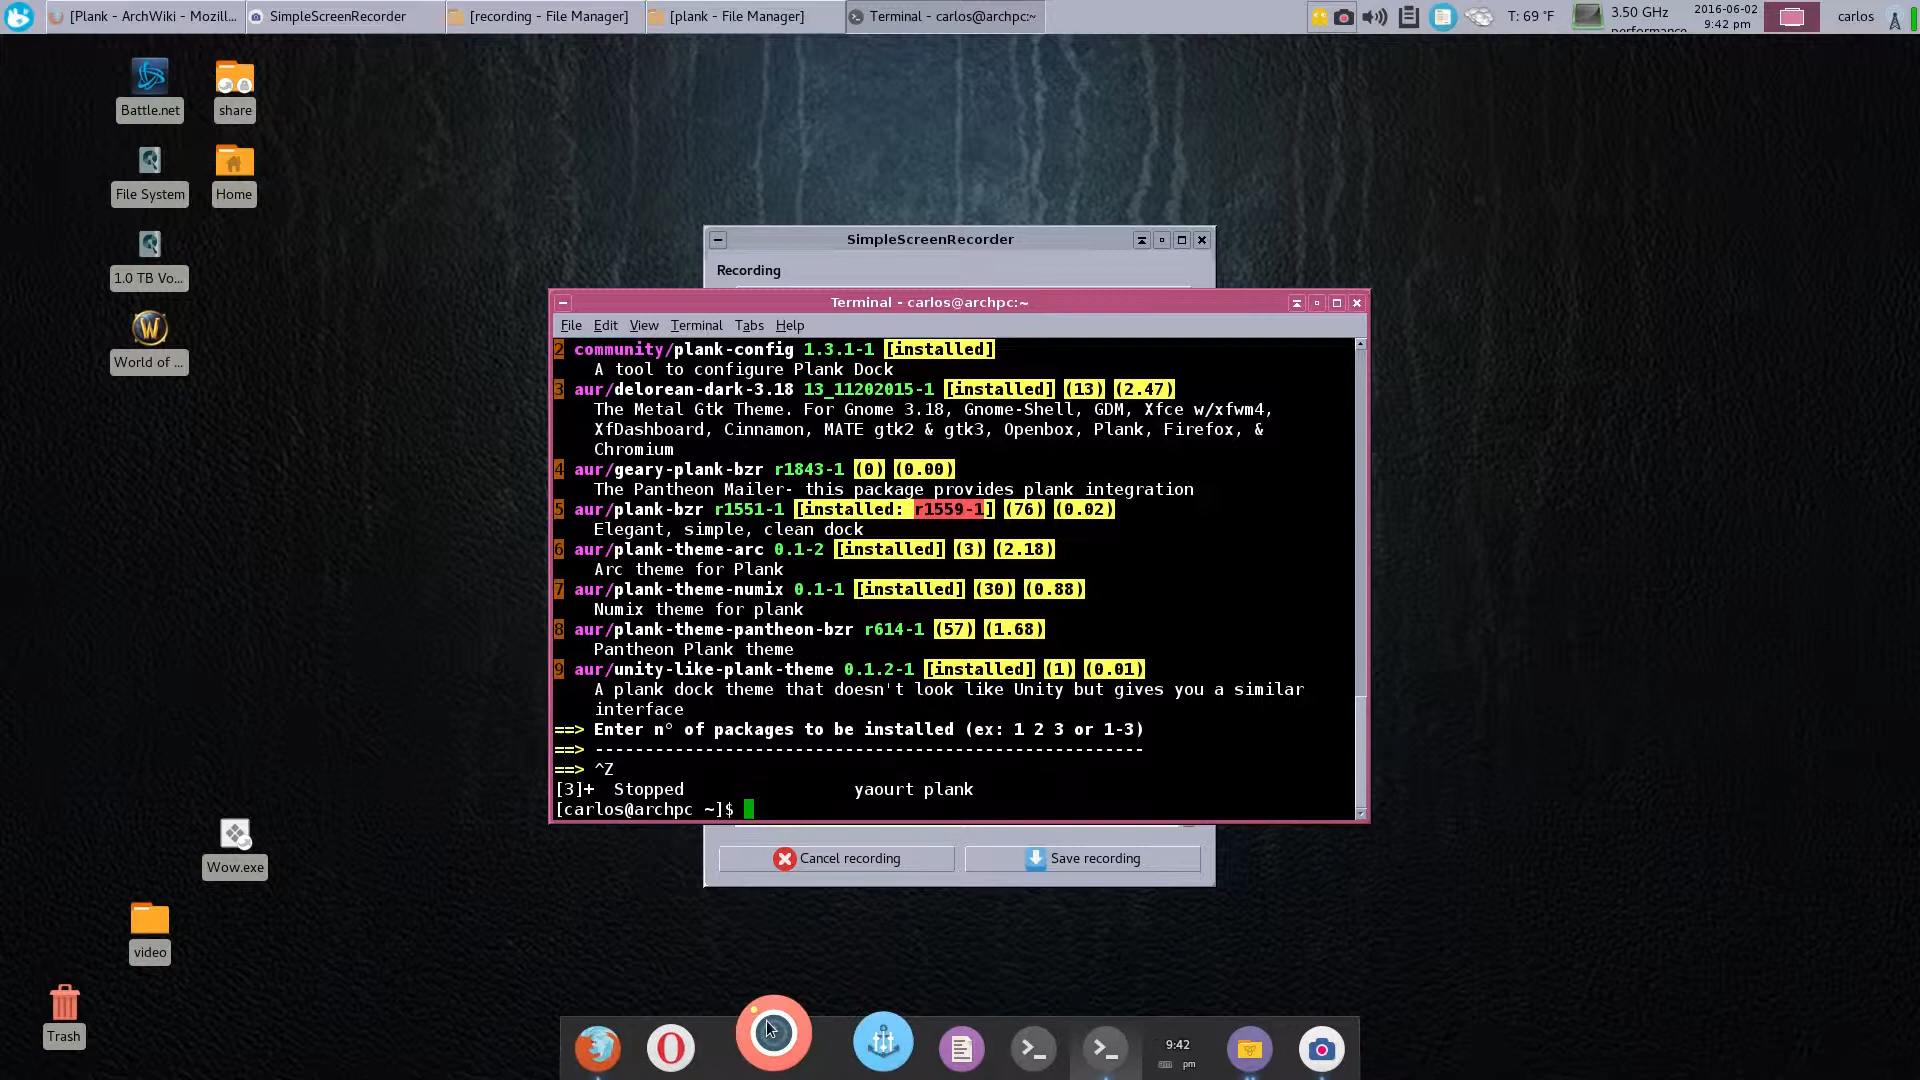 [Plank - ArchWiki - Mozill...
SimpleScreenRecorder
[recording - File Manager]
[plank - File Manager]
Terminal - carlos@archpc:~
T: 69 °F
3.50 GHz
performance
2016-06-02
9:42 pm
carlos
Battle.net
share
File System
Home
1.0 TB Vo...
World of ...
Wow.exe
video
Trash
SimpleScreenRecorder
Recording
Terminal - carlos@archpc:~
File Edit View Terminal Tabs Help
2 community/plank-config 1.3.1-1 [installed]
A tool to configure Plank Dock
3 aur/delorean-dark-3.18 13_11202015-1 [installed] (13) (2.47)
The Metal Gtk Theme. For Gnome 3.18, Gnome-Shell, GDM, Xfce w/xfwm4,
XfDashboard, Cinnamon, MATE gtk2 & gtk3, Openbox, Plank, Firefox, &
Chromium
4 aur/geary-plank-bzr r1843-1 (0) (0.00)
The Pantheon Mailer- this package provides plank integration
5 aur/plank-bzr r1551-1 [installed: r1559-1] (76) (0.02)
Elegant, simple, clean dock
6 aur/plank-theme-arc 0.1-2 [installed] (3) (2.18)
Arc theme for Plank
7 aur/plank-theme-numix 0.1-1 [installed] (30) (0.88)
Numix theme for plank
8 aur/plank-theme-pantheon-bzr r614-1 (57) (1.68)
Pantheon Plank theme
9 aur/unity-like-plank-theme 0.1.2-1 [installed] (1) (0.01)
A plank dock theme that doesn't look like Unity but gives you a similar
interface
==> Enter n° of packages to be installed (ex: 1 2 3 or 1-3)
==> -------------------------------------------------------
==> ^Z
[3]+  Stopped                 yaourt plank
[carlos@archpc ~]$
Cancel recording
Save recording
9:42
pm